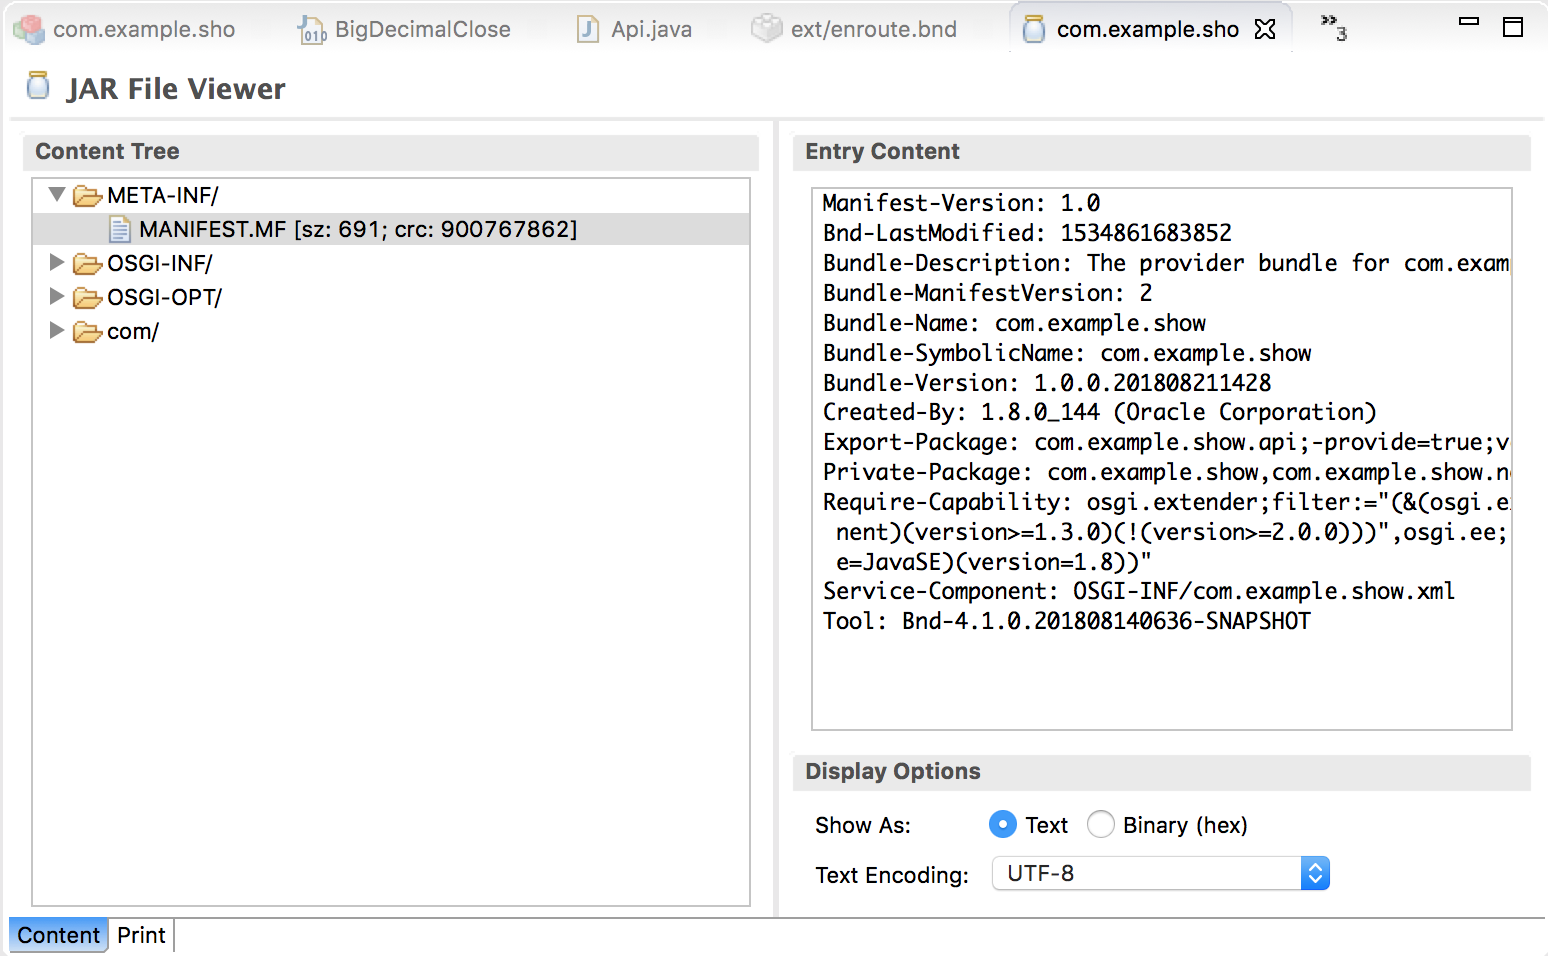 com.example.sho
BigDecimalClose
Api.java
ext/enroute.bnd
com.example.sho
»3
JAR File Viewer
Content Tree
META-INF/
MANIFEST.MF [sz: 691; crc: 900767862]
OSGI-INF/
OSGI-OPT/
com/
Entry Content
Manifest-Version: 1.0
Bnd-LastModified: 1534861683852
Bundle-Description: The provider bundle for com.exam
Bundle-ManifestVersion: 2
Bundle-Name: com.example.show
Bundle-SymbolicName: com.example.show
Bundle-Version: 1.0.0.201808211428
Created-By: 1.8.0_144 (Oracle Corporation)
Export-Package: com.example.show.api;-provide=true;v
Private-Package: com.example.show,com.example.show.n
Require-Capability: osgi.extender;filter:="(&(osgi.e
nent)(version>=1.3.0)(!(version>=2.0.0)))",osgi.ee;
e=JavaSE)(version=1.8))"
Service-Component: OSGI-INF/com.example.show.xml
Tool: Bnd-4.1.0.201808140636-SNAPSHOT
Display Options
Show As: Text Binary (hex)
Text Encoding: UTF-8
Content Print